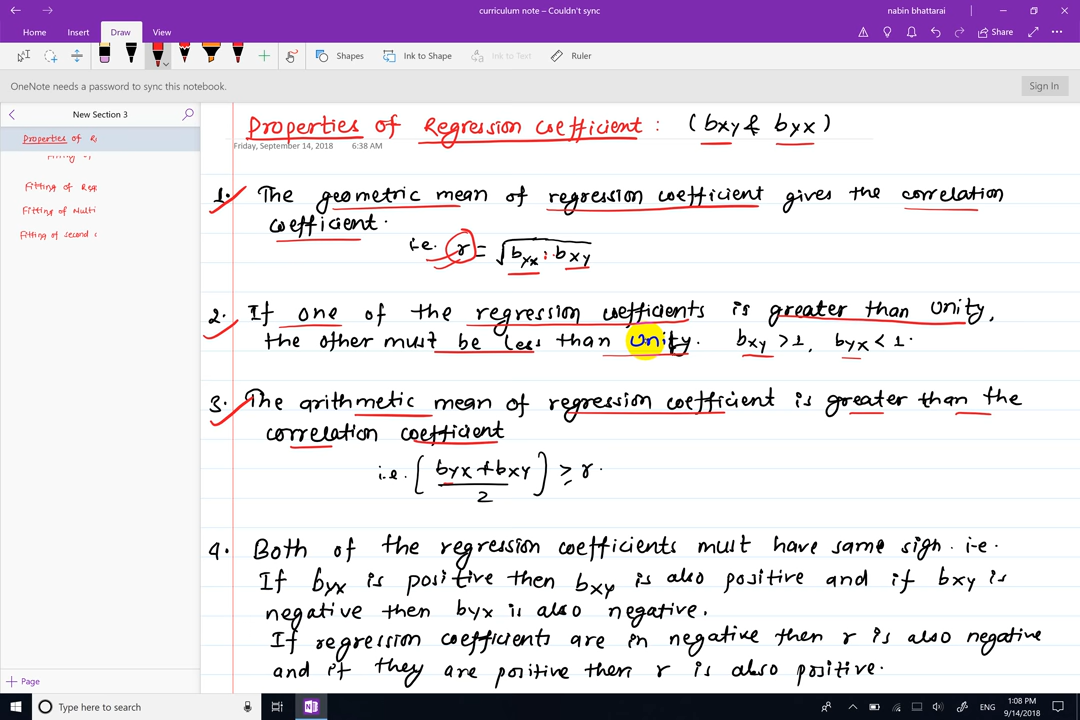 curriculum note – Couldn't sync
nabin bhattarai
Home Insert Draw View
Share
Shapes Ink to Shape Ink to Text Ruler
OneNote needs a password to sync this notebook.
Sign In
New Section 3
Properties of R
Fitting of
Fitting of Reg
Fitting of Multi
Fitting of second
+ Page
Properties of Regression coefficient : (bxy & byx)
Friday, September 14, 2018 6:38 AM
1. The geometric mean of regression coefficient gives the correlation
coefficient.
i.e. r = √byx . bxy
2. If one of the regression coefficients is greater than unity,
the other must be less than unity. bxy >1, byx < 1.
3. The arithmetic mean of regression coefficient is greater than the
correlation coefficient
i.e. (byx + bxy / 2) ≥ r.
4. Both of the regression coefficients must have same sign. i.e.
If byx is positive then bxy is also positive and if bxy is
negative then byx is also negative.
If regression coefficients are in negative then r is also negative
and if they are positive then r is also positive.
Type here to search
ENG
1:08 PM
9/14/2018